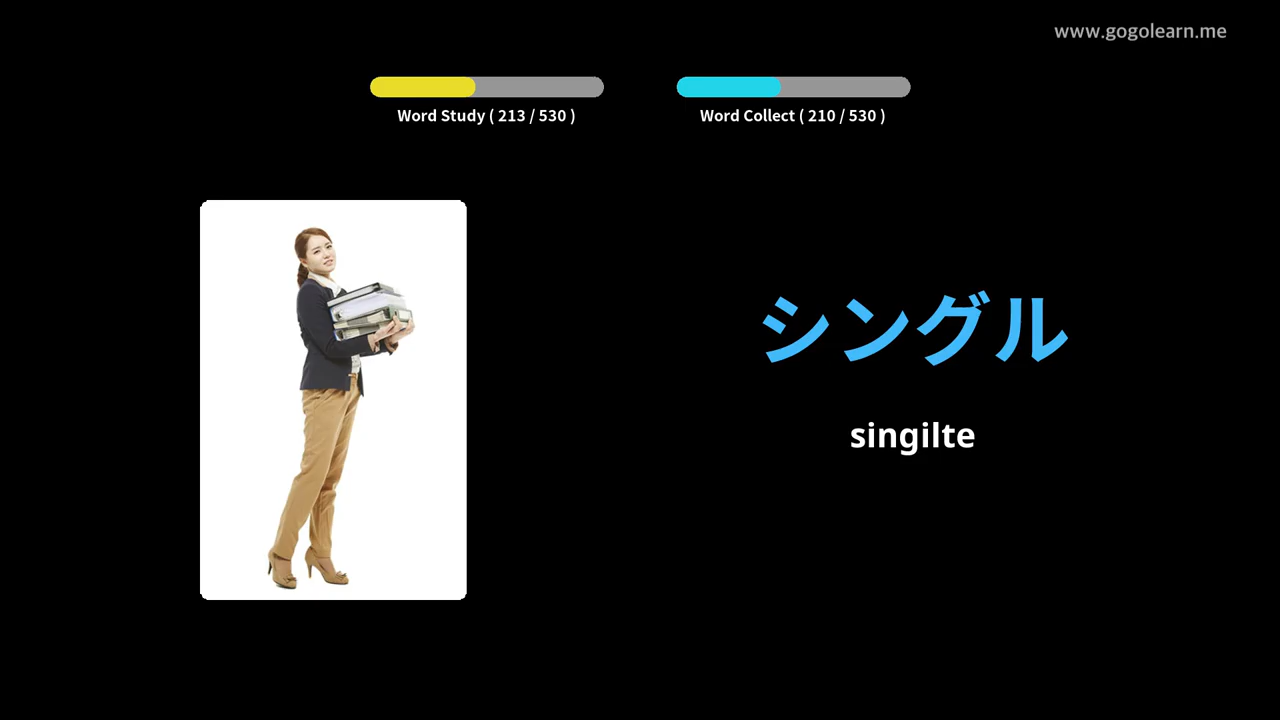 www.gogolearn.me
Word Study ( 213 / 530 )
Word Collect ( 210 / 530 )
シングル
singilte